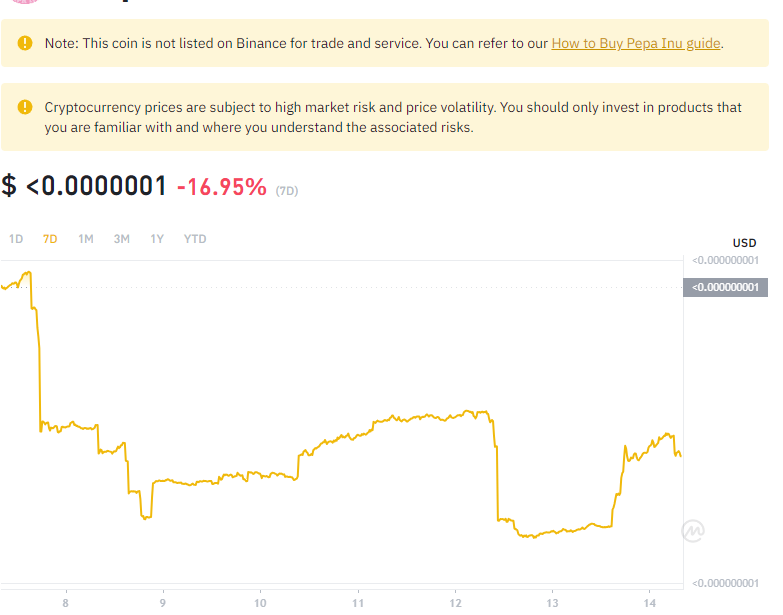 Note: This coin is not listed on Binance for trade and service. You can refer to our How to Buy Pepa Inu guide.
Cryptocurrency prices are subject to high market risk and price volatility. You should only invest in products that
you are familiar with and where you understand the associated risks.
$ <0.0000001 -16.95% (7D)
1D 7D 1M 3M 1Y YTD
USD
<0.000000001
<0.000000001
<0.000000001
8 9 10 11 12 13 14